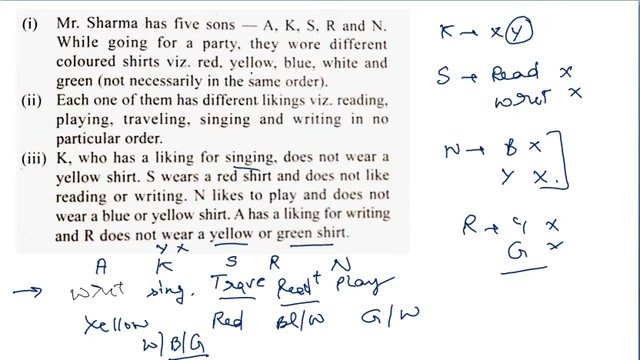 (i) Mr. Sharma has five sons — A, K, S, R and N.
While going for a party, they wore different
coloured shirts viz. red, yellow, blue, white and
green (not necessarily in the same order).
(ii) Each one of them has different likings viz. reading,
playing, traveling, singing and writing in no
particular order.
(iii) K, who has a liking for singing, does not wear a
yellow shirt. S wears a red shirt and does not like
reading or writing. N likes to play and does not
wear a blue or yellow shirt. A has a liking for writing
and R does not wear a yellow or green shirt.
K → x Y
S → Read x
wret x
N → B x
Y x
R → Y x
G x
Y x
A K S R N
→ wret sing. Trave Read Play
Yellow Red Bl/W G/W
W/B/G